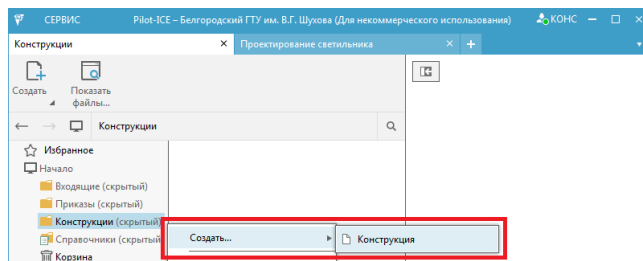 СЕРВИС Pilot-ICE – Белгородский ГТУ им. В.Г. Шухова (Для некоммерческого использования) КОНС
Конструкции Проектирование светильника
Создать Показать файлы...
Конструкции
Избранное
Начало
Входящие (скрытый)
Приказы (скрытый)
Конструкции (скрытый)
Справочники (скрытый
Корзина
Создать... Конструкция